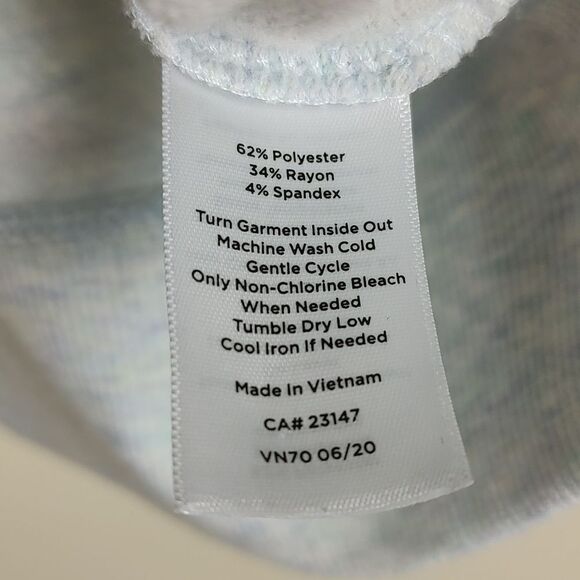 62% Polyester
34% Rayon
4% Spandex
Turn Garment Inside Out
Machine Wash Cold
Gentle Cycle
Only Non-Chlorine Bleach
When Needed
Tumble Dry Low
Cool Iron If Needed
Made In Vietnam
CA# 23147
VN70 06/20